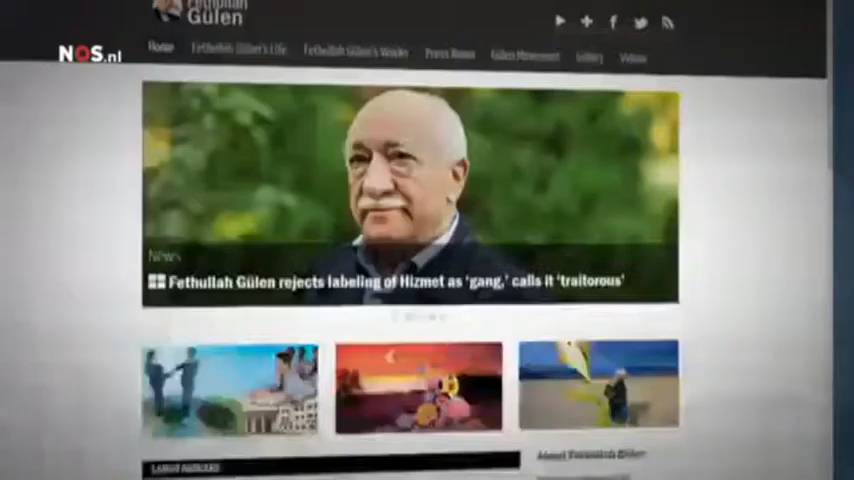 Fethullah
Gülen
NOS.nl
Home Fethullah Gülen's Life Fethullah Gülen's Works Press Room Gülen Movement Gallery Videos
News
Fethullah Gülen rejects labeling of Hizmet as 'gang,' calls it 'traitorous'
About Fethullah Gülen